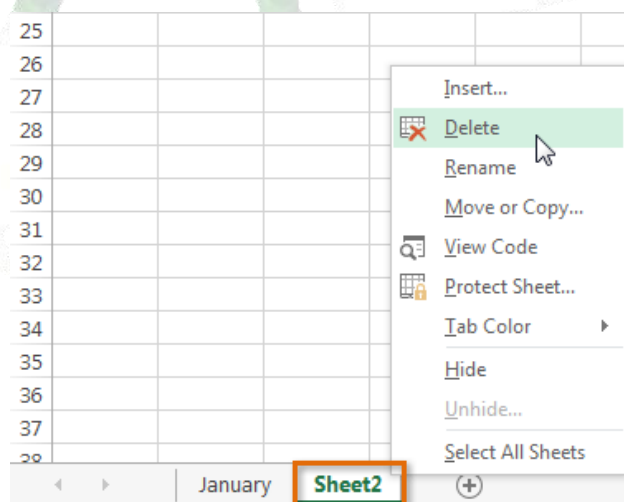 25
26
27
28
29
30
31
32
33
34
35
36
37
38
Insert...
Delete
Rename
Move or Copy...
View Code
Protect Sheet...
Tab Color
Hide
Unhide...
Select All Sheets
January
Sheet2